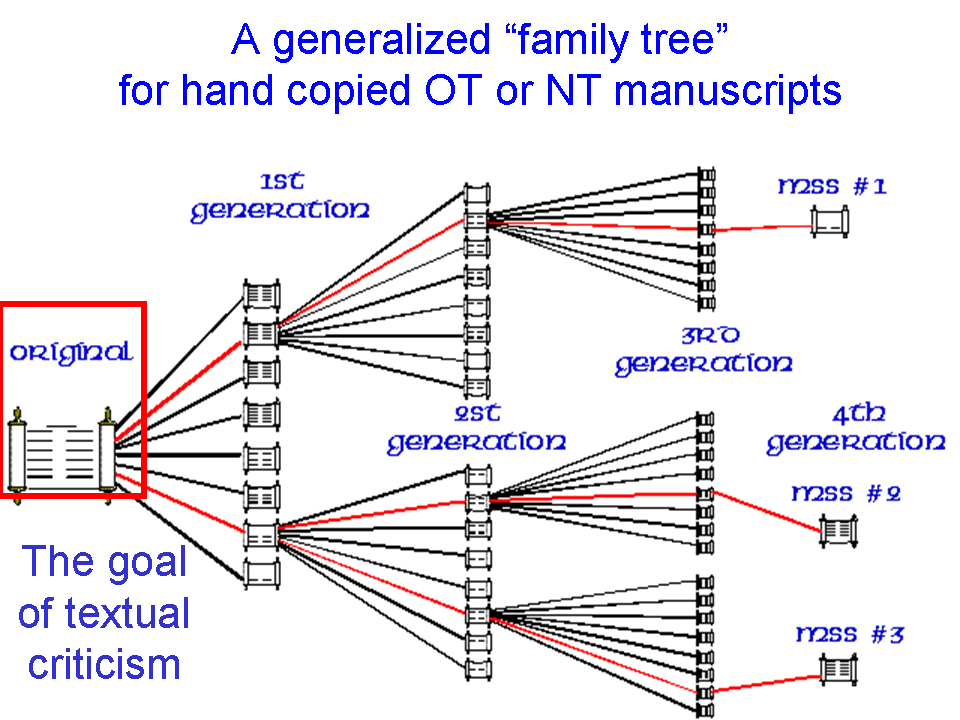 A generalized “family tree”
for hand copied OT or NT manuscripts
1st
generation
mss #1
original
3rd
generation
2st
generation
4th
generation
mss #2
The goal
of textual
criticism
mss #3